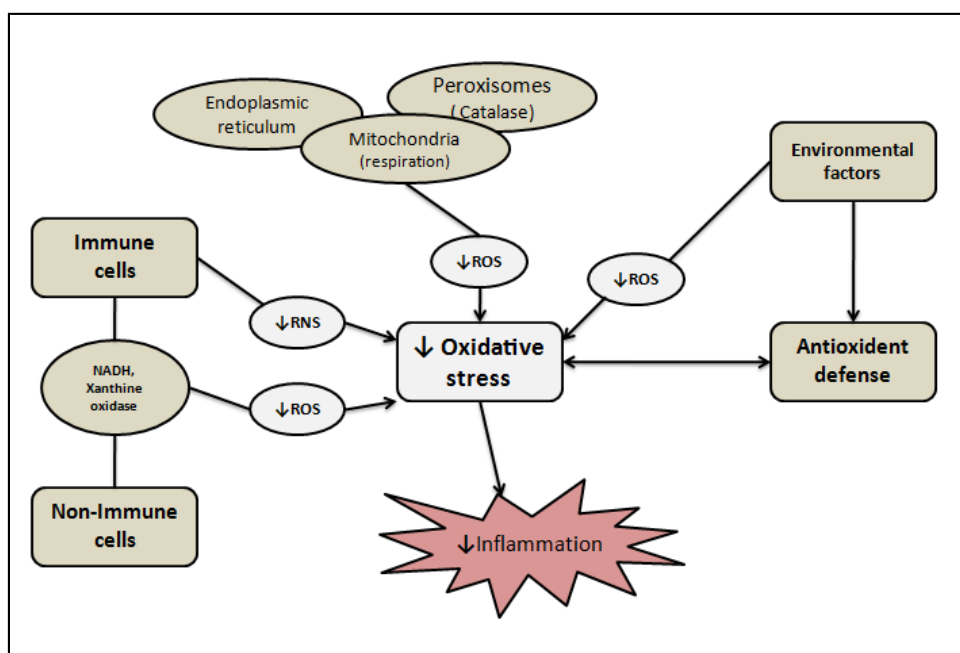 Endoplasmic
reticulum
Peroxisomes
(Catalase)
Mitochondria
(respiration)
Environmental
factors
Immune
cells
↓ROS
↓ROS
↓RNS
↓ Oxidative
stress
Antioxident
defense
NADH,
Xanthine
oxidase
↓ROS
Non-Immune
cells
↓Inflammation